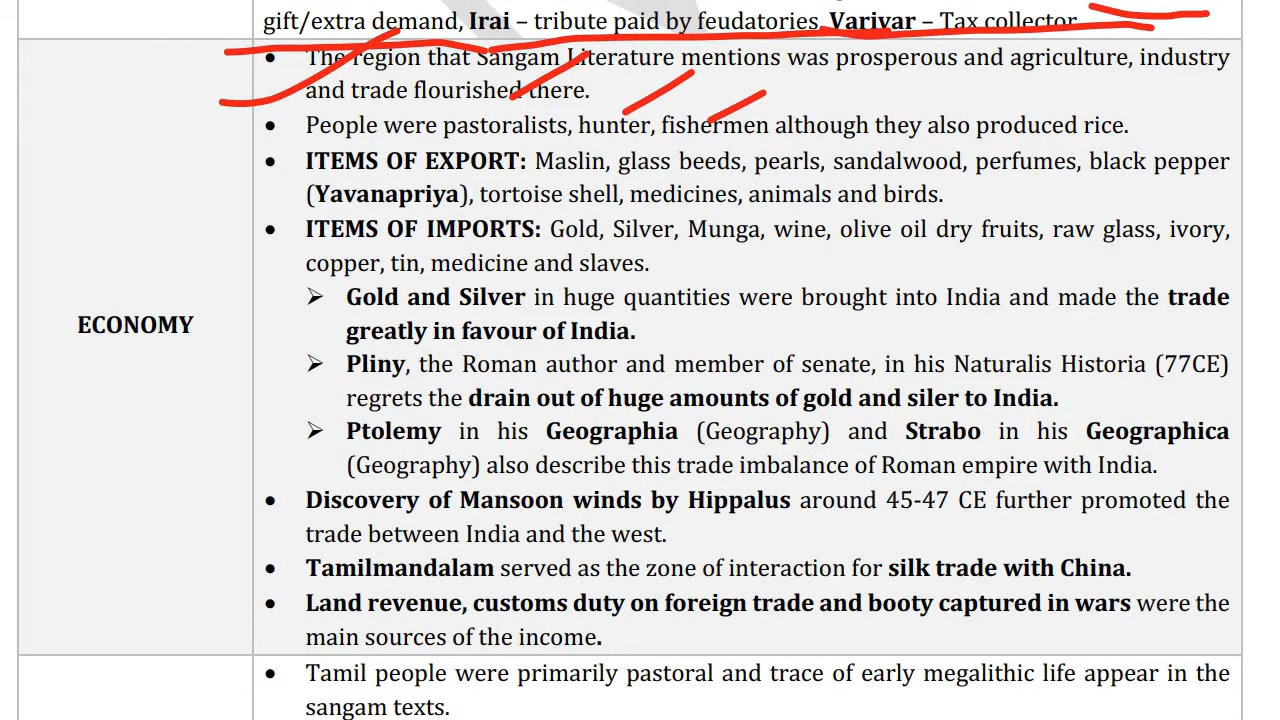 gift/extra demand, Irai – tribute paid by feudatories, Variyar – Tax collector
• The region that Sangam Literature mentions was prosperous and agriculture, industry
and trade flourished there.
• People were pastoralists, hunter, fishermen although they also produced rice.
• ITEMS OF EXPORT: Maslin, glass beeds, pearls, sandalwood, perfumes, black pepper
(Yavanapriya), tortoise shell, medicines, animals and birds.
• ITEMS OF IMPORTS: Gold, Silver, Munga, wine, olive oil dry fruits, raw glass, ivory,
copper, tin, medicine and slaves.
ECONOMY
➢ Gold and Silver in huge quantities were brought into India and made the trade
greatly in favour of India.
➢ Pliny, the Roman author and member of senate, in his Naturalis Historia (77CE)
regrets the drain out of huge amounts of gold and siler to India.
➢ Ptolemy in his Geographia (Geography) and Strabo in his Geographica
(Geography) also describe this trade imbalance of Roman empire with India.
• Discovery of Mansoon winds by Hippalus around 45-47 CE further promoted the
trade between India and the west.
• Tamilmandalam served as the zone of interaction for silk trade with China.
• Land revenue, customs duty on foreign trade and booty captured in wars were the
main sources of the income.
• Tamil people were primarily pastoral and trace of early megalithic life appear in the
sangam texts.